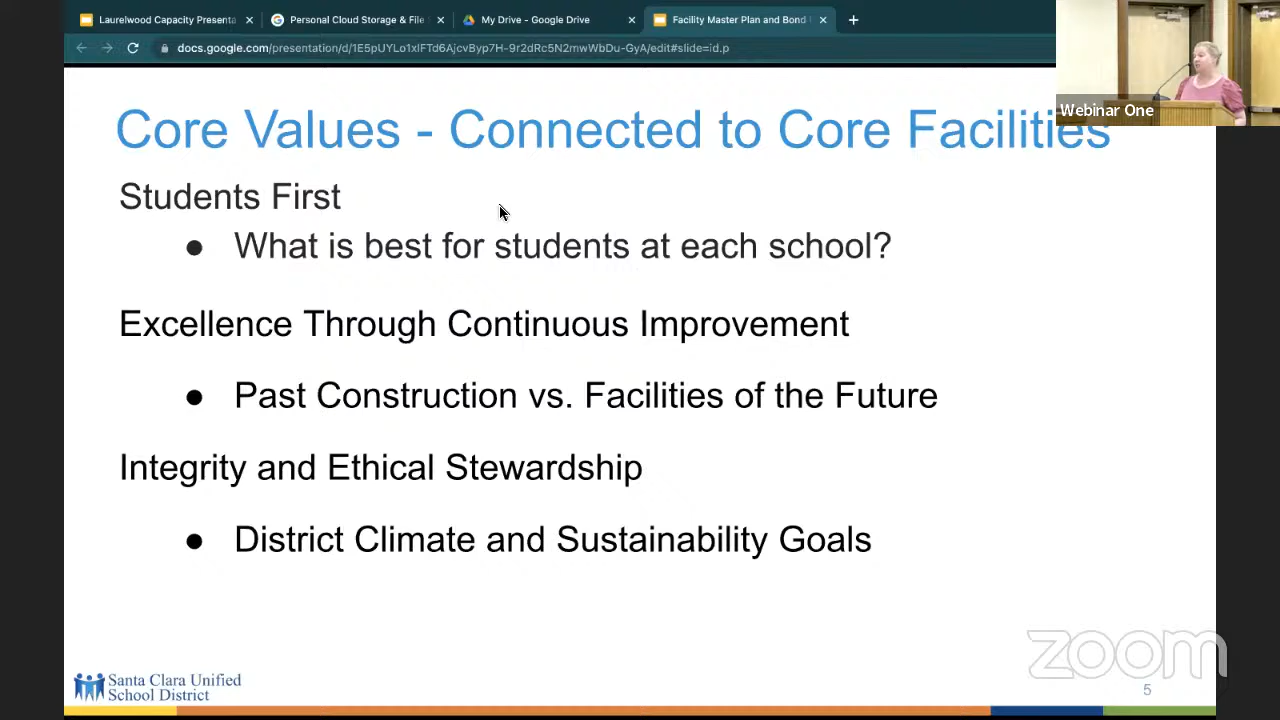 Laurelwood Capacity Presenta
Personal Cloud Storage & File
My Drive - Google Drive
Facility Master Plan and Bond
docs.google.com/presentation/d/1E5pUYLo1xlFTd6AjcvByp7H-9r2dRc5N2mwWbDu-GyA/edit#slide=id.p
Webinar One
Core Values - Connected to Core Facilities
Students First
● What is best for students at each school?
Excellence Through Continuous Improvement
● Past Construction vs. Facilities of the Future
Integrity and Ethical Stewardship
● District Climate and Sustainability Goals
Santa Clara Unified
School District
zoom
5